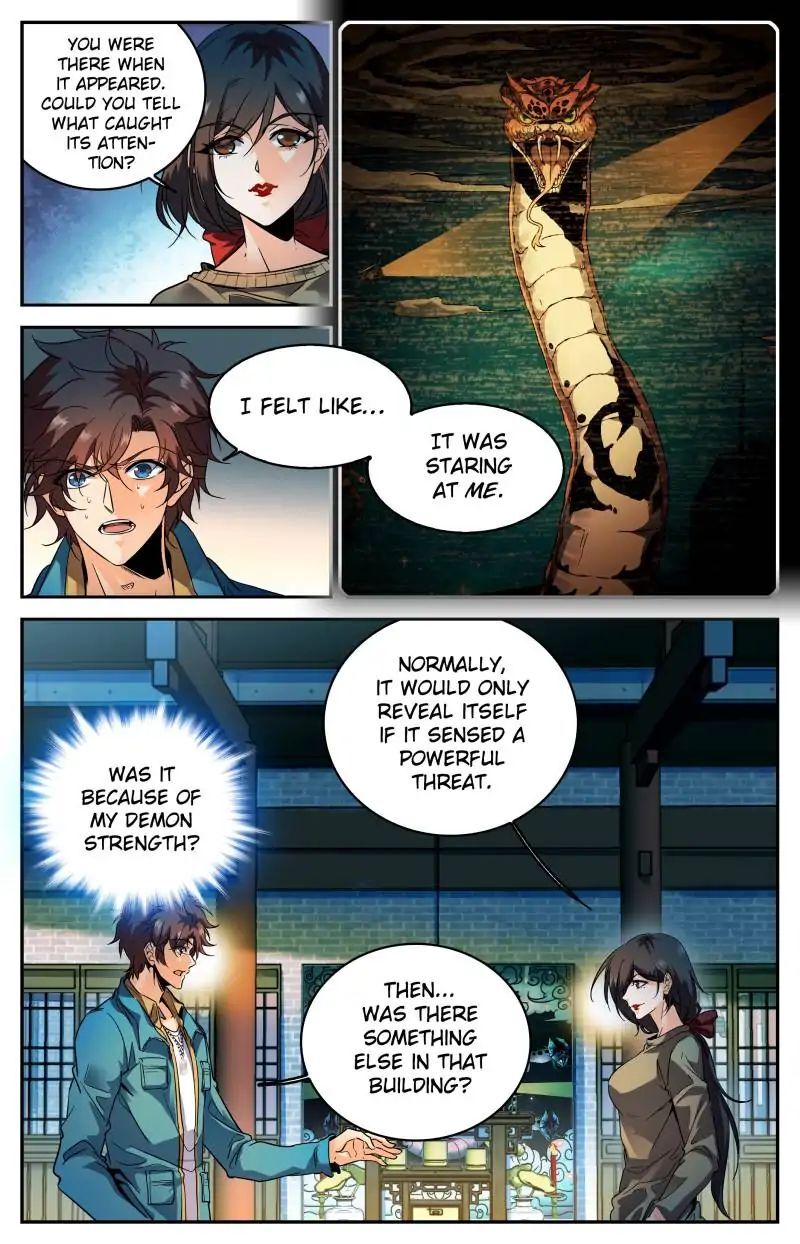 YOU WERE
THERE WHEN
IT APPEARED.
COULD YOU TELL
WHAT CAUGHT
ITS ATTEN-
TION?
I FELT LIKE...
IT WAS
STARING
AT ME.
NORMALLY,
IT WOULD ONLY
REVEAL ITSELF
IF IT SENSED A
POWERFUL
THREAT.
WAS IT
BECAUSE OF
MY DEMON
STRENGTH?
THEN...
WAS THERE
SOMETHING
ELSE IN THAT
BUILDING?